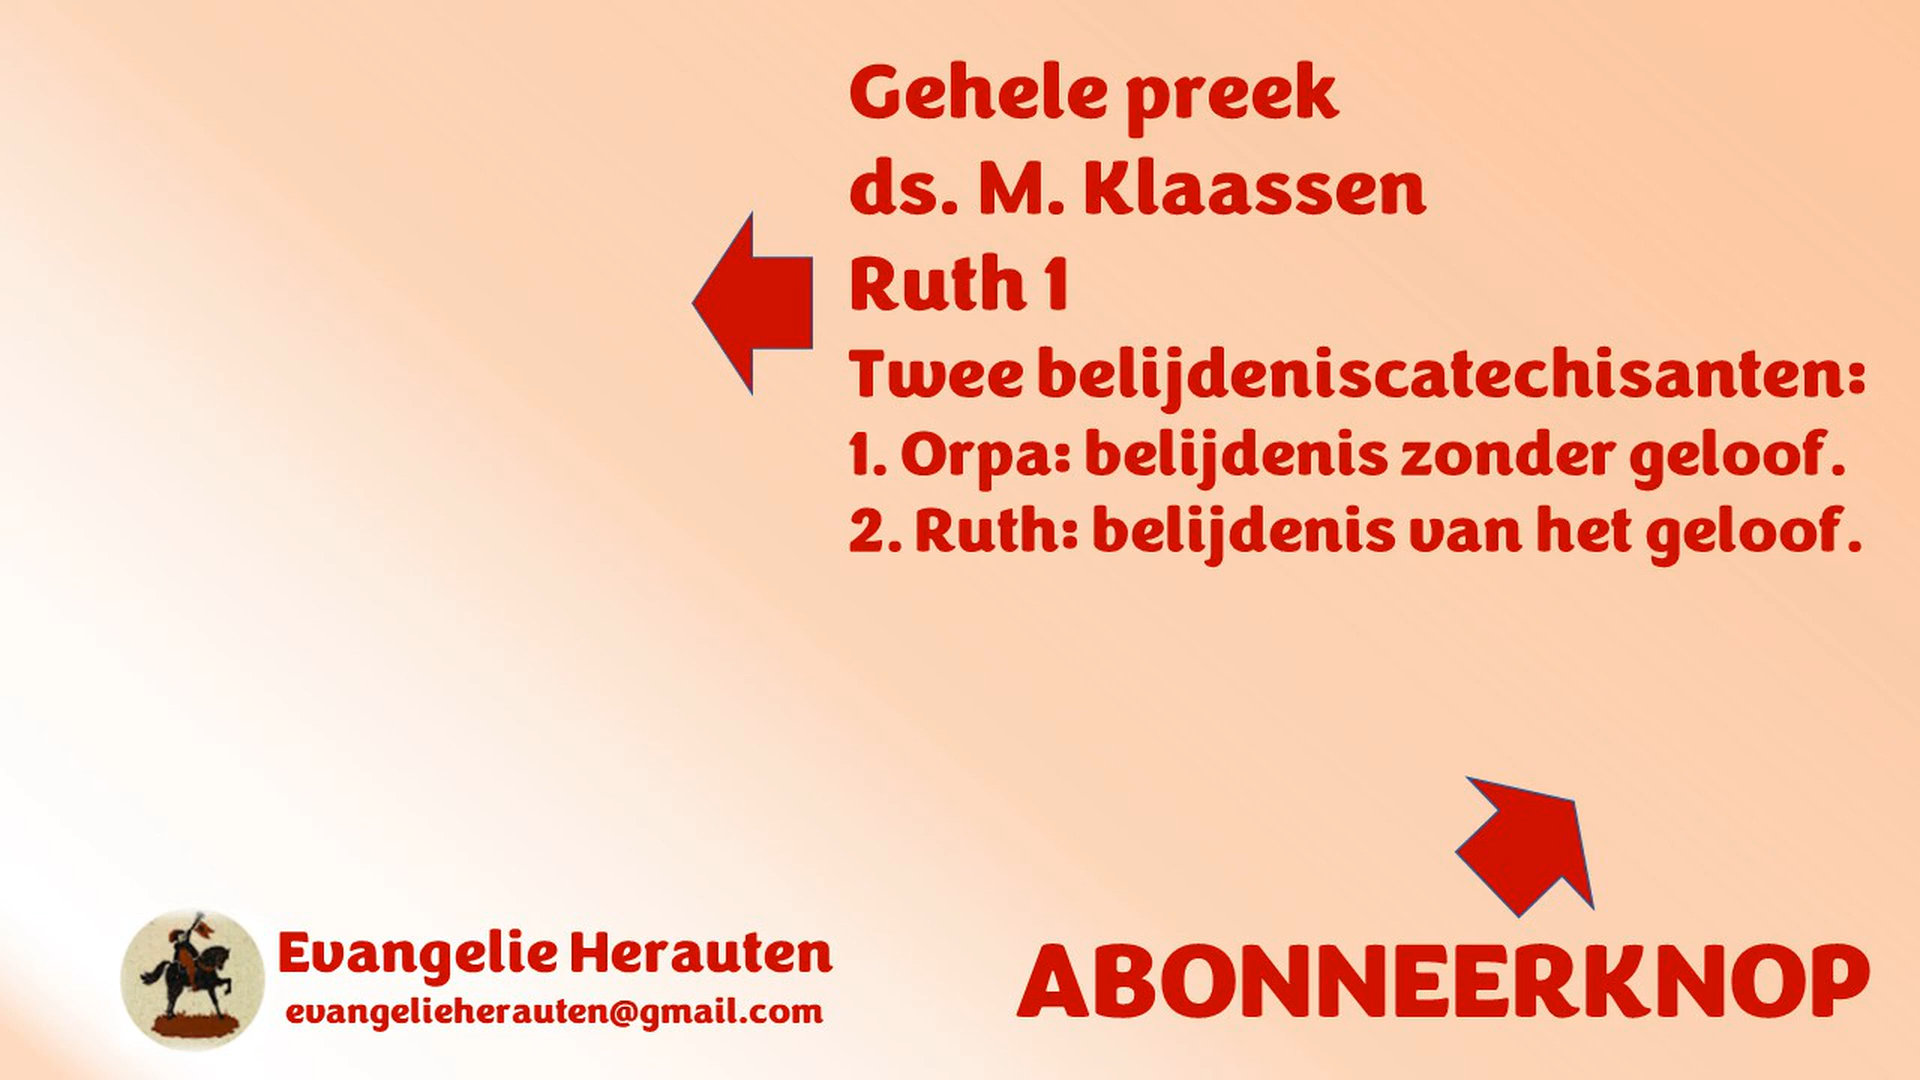 Gehele preek
ds. M. Klaassen
Ruth 1
Twee belijdeniscatechisanten:
1. Orpa: belijdenis zonder geloof.
2. Ruth: belijdenis van het geloof.
Evangelie Herauten
evangelieherauten@gmail.com
ABONNEERKNOP